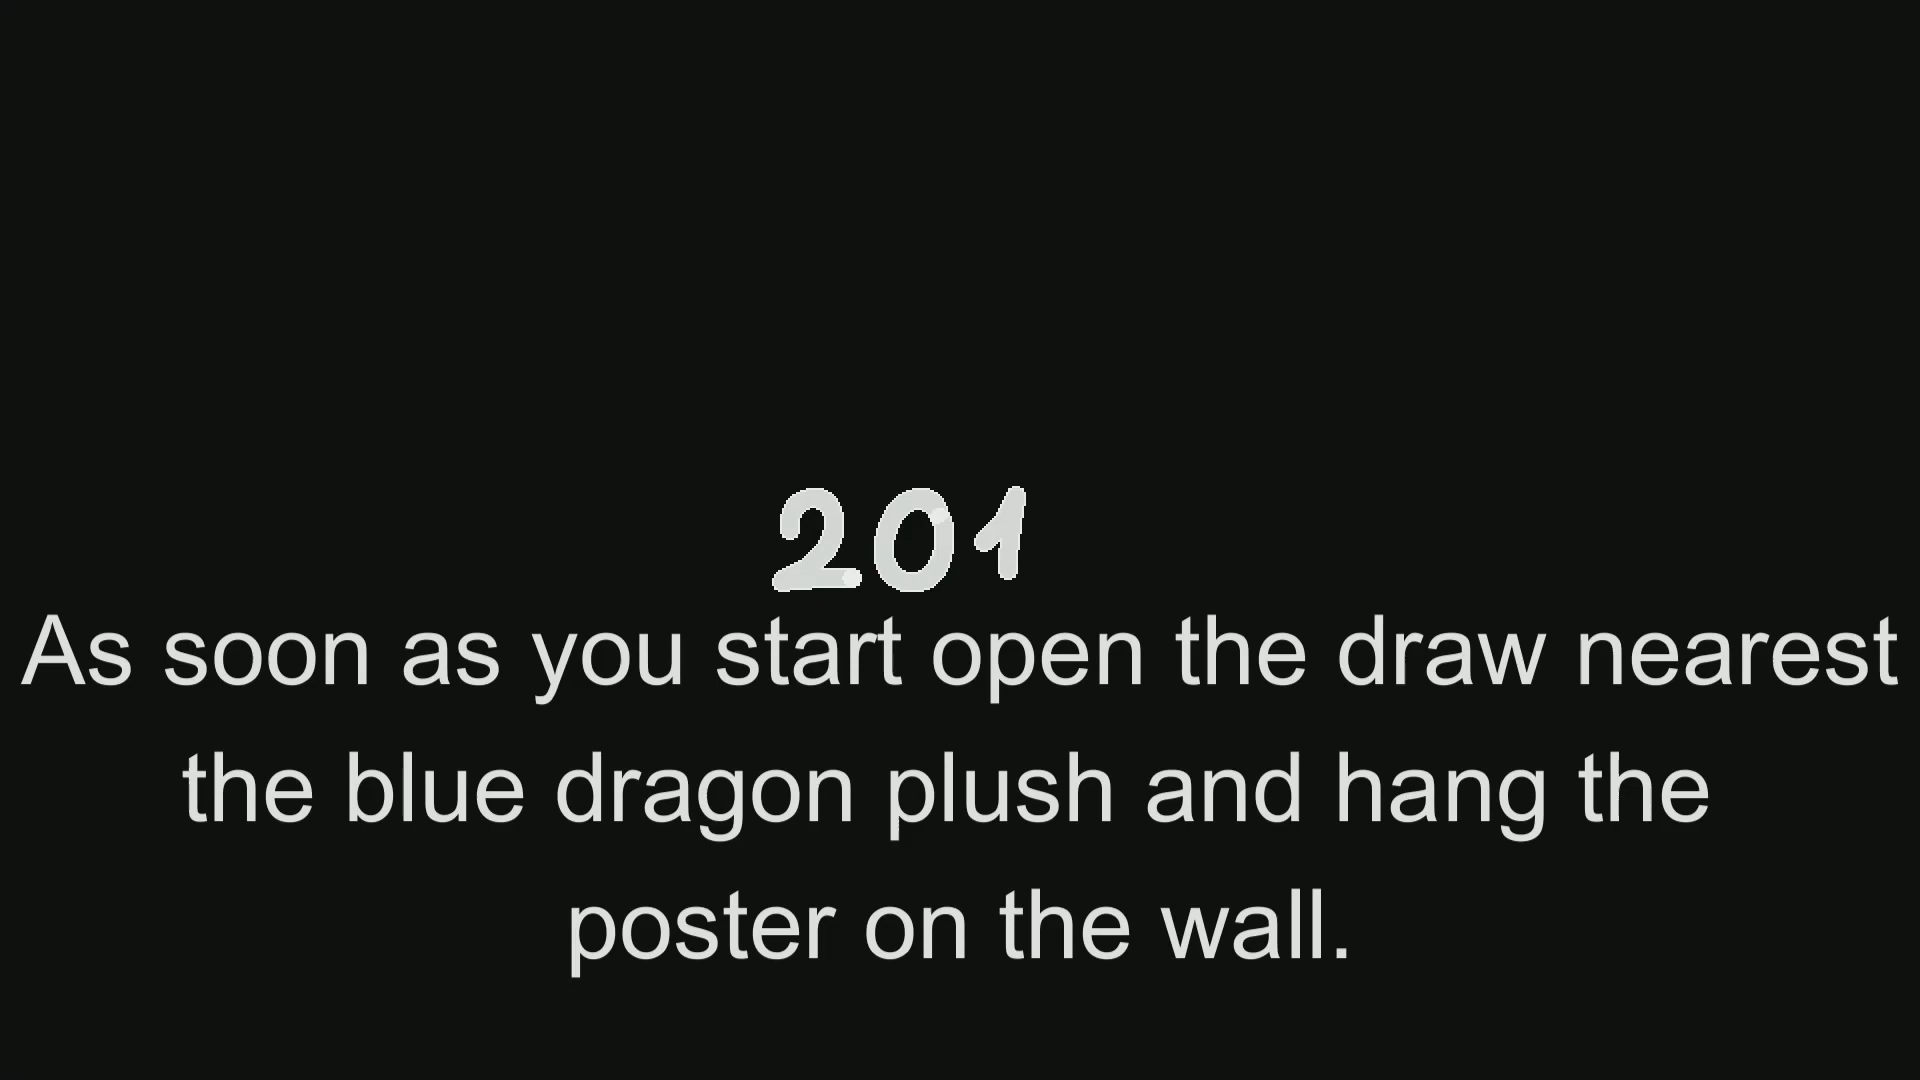 201
As soon as you start open the draw nearest
the blue dragon plush and hang the
poster on the wall.